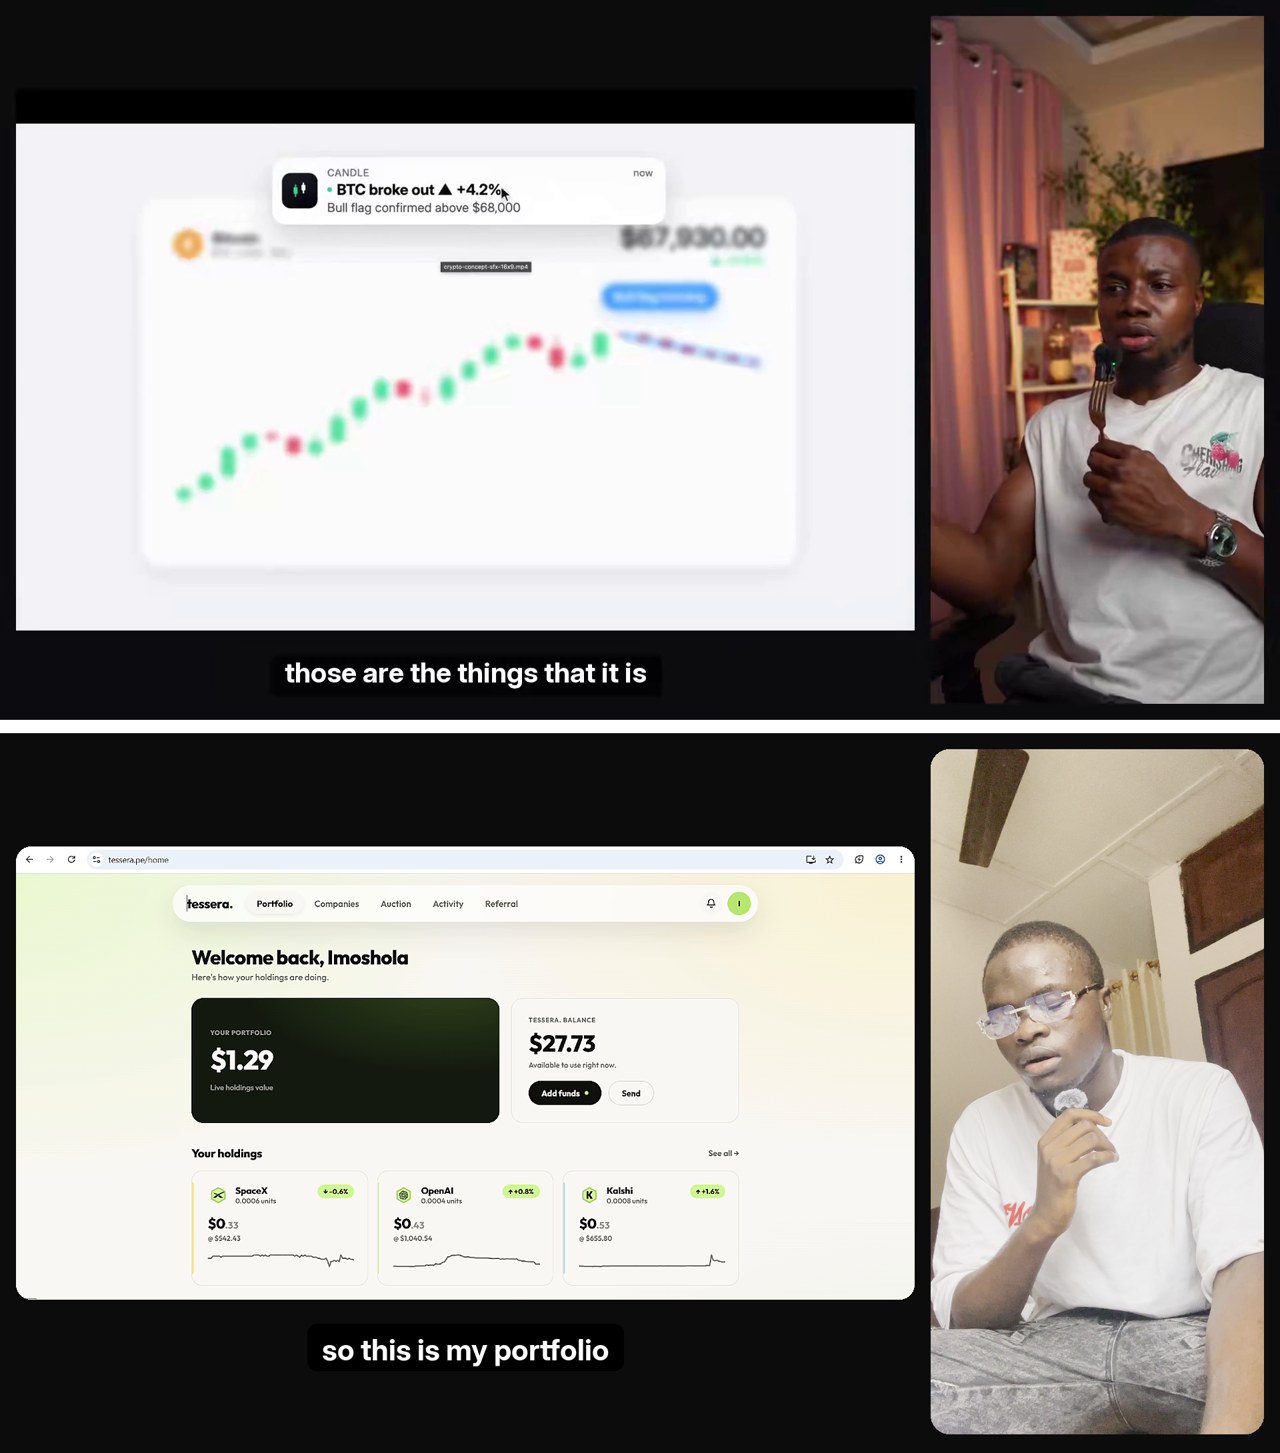 CANDLE
now
BTC broke out ▲ +4.2%
Bull flag confirmed above $68,000
$67,930.00
crypto-concept-sfx-16x9.mp4
CHERISHING
those are the things that it is
tessera.pe/home
tessera. Portfolio Companies Auction Activity Referral I
Welcome back, Imoshola
Here's how your holdings are doing.
YOUR PORTFOLIO
$1.29
Live holdings value
TESSERA. BALANCE
$27.73
Available to use right now.
Add funds • Send
Your holdings
See all →
SpaceX
0.0006 units
↓ -0.6%
$0.33
@ $542.43
OpenAI
0.0004 units
↑ +0.8%
$0.43
@ $1,040.54
K
Kalshi
0.0008 units
↑ +1.6%
$0.53
@ $655.80
so this is my portfolio